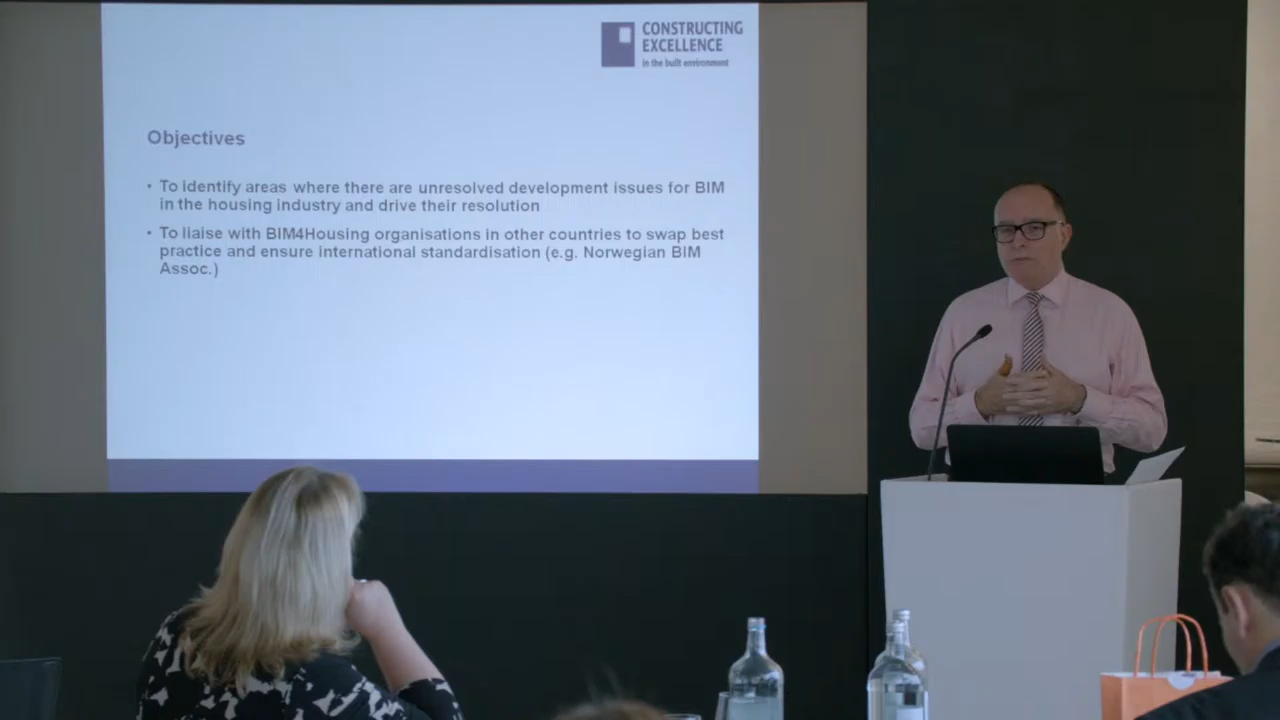 CONSTRUCTING
EXCELLENCE
in the built environment
Objectives
• To identify areas where there are unresolved development issues for BIM
in the housing industry and drive their resolution
• To liaise with BIM4Housing organisations in other countries to swap best
practice and ensure international standardisation (e.g. Norwegian BIM
Assoc.)